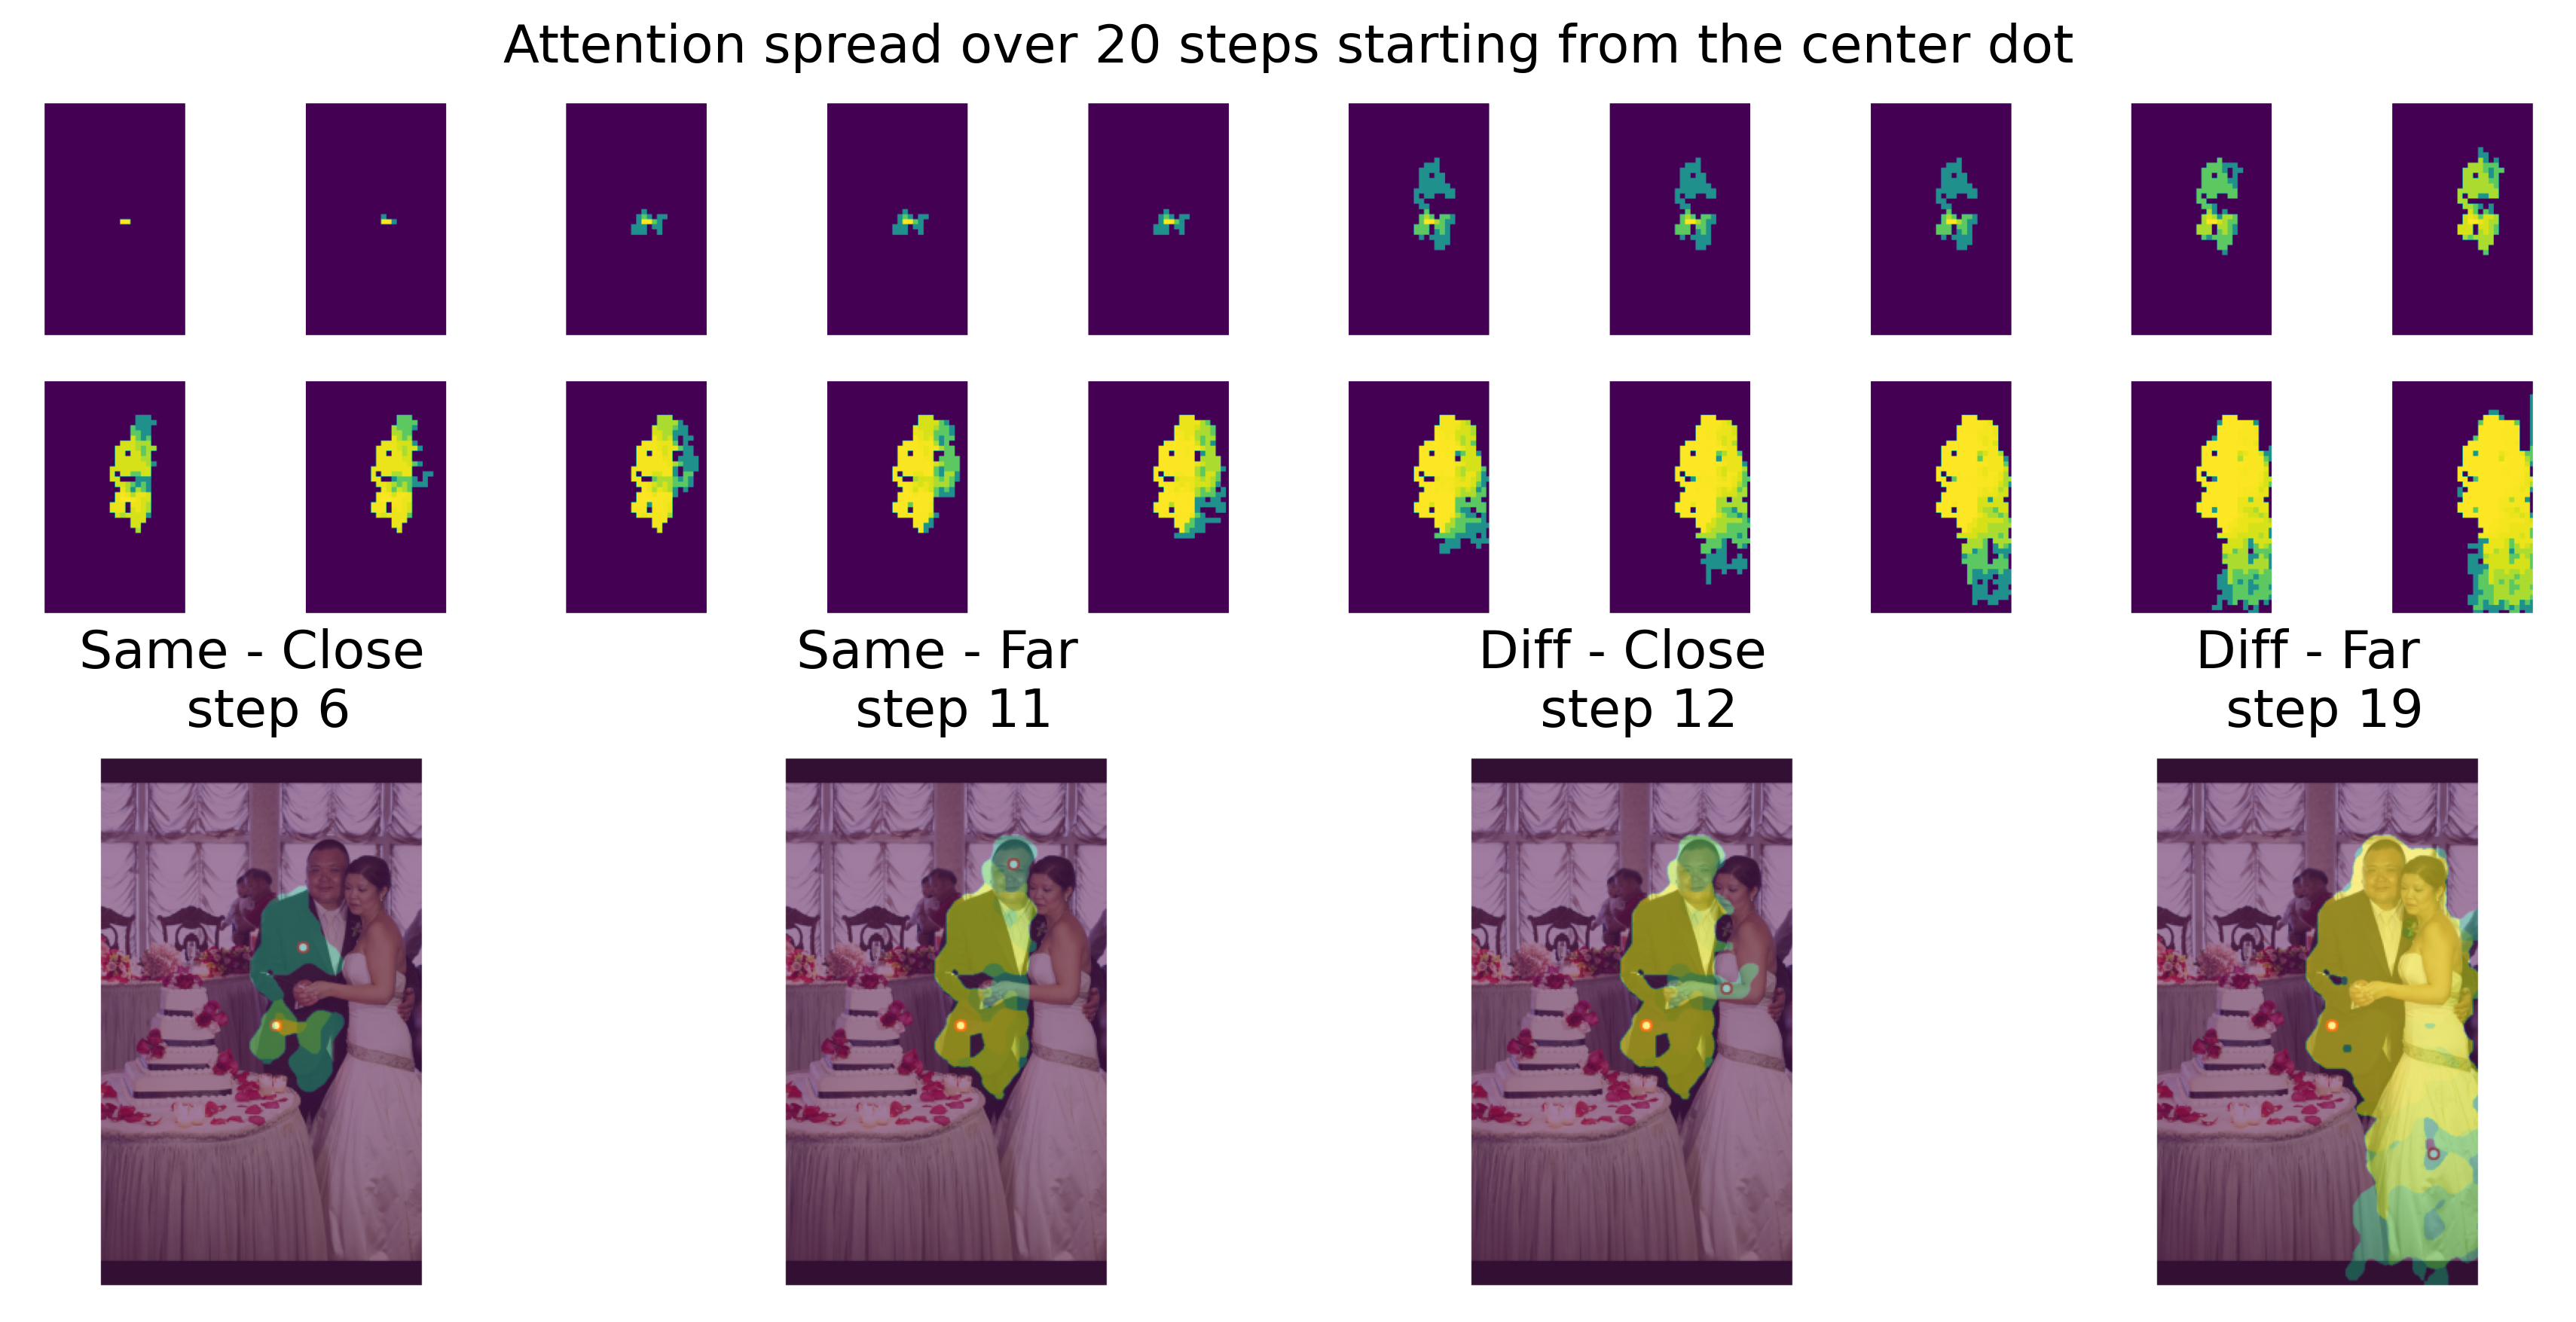 Attention spread over 20 steps starting from the center dot
Same - Close
step 6
Same - Far
step 11
Diff - Close
step 12
Diff - Far
step 19